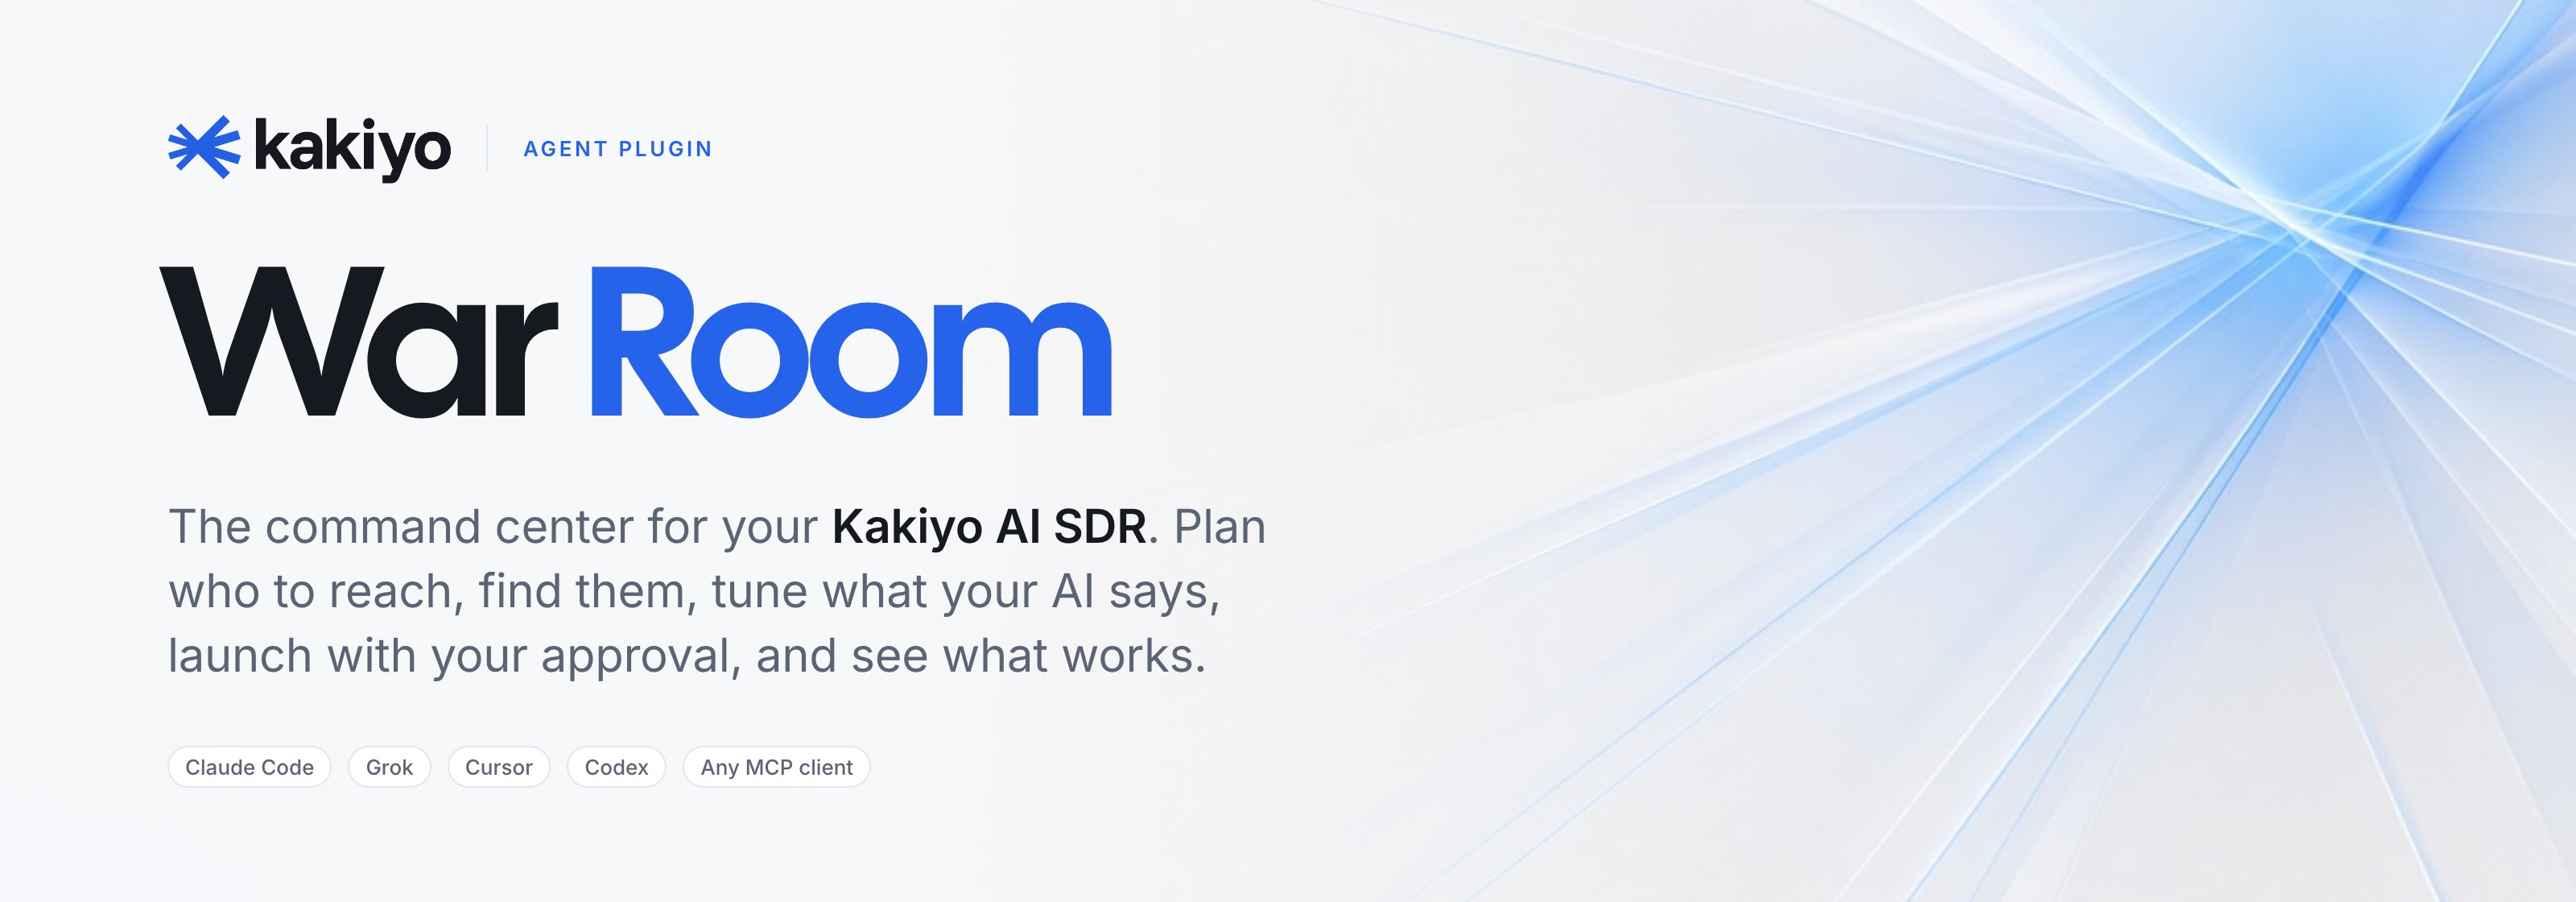 kakiyo
AGENT PLUGIN
War Room
The command center for your Kakiyo AI SDR. Plan
who to reach, find them, tune what your AI says,
launch with your approval, and see what works.
Claude Code
Grok
Cursor
Codex
Any MCP client